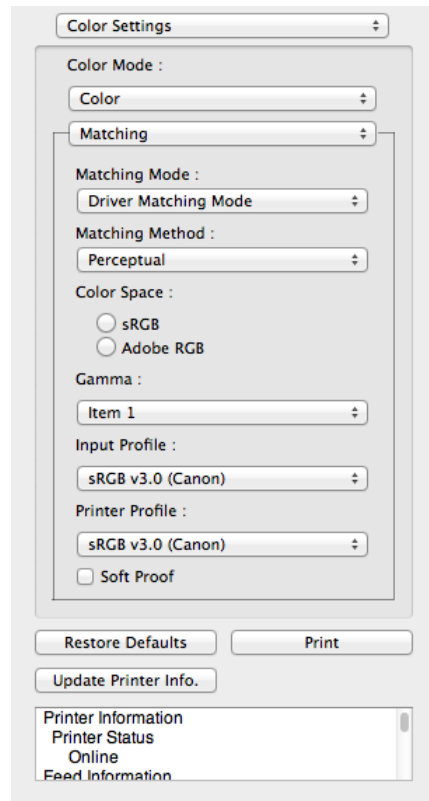 Color Settings
Color Mode :
Color
Matching
Matching Mode :
Driver Matching Mode
Matching Method :
Perceptual
Color Space :
sRGB
Adobe RGB
Gamma :
Item 1
Input Profile :
sRGB v3.0 (Canon)
Printer Profile :
sRGB v3.0 (Canon)
Soft Proof
Restore Defaults Print
Update Printer Info.
Printer Information
Printer Status
Online
Feed Information